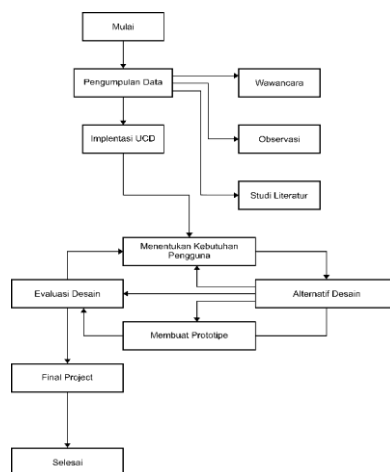 Mulai
Pengumpulan Data
Wawancara
Implentasi UCD
Observasi
Studi Literatur
Menentukan Kebutuhan
Pengguna
Evaluasi Desain
Alternatif Desain
Membuat Prototipe
Final Project
Selesai